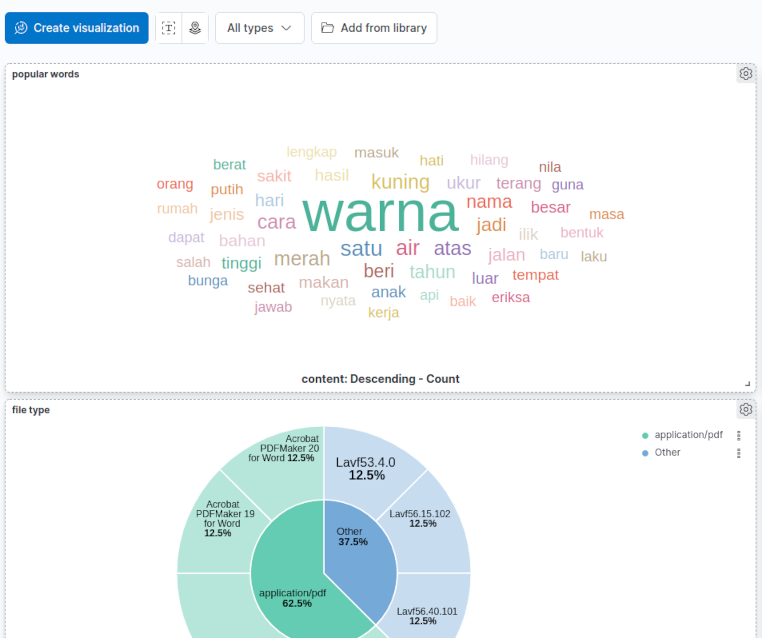 Create visualization
All types
Add from library
popular words
lengkap masuk hati hilang
berat sakit hasil nila
orang putih kuning ukur terang guna
rumah jenis hari warna nama besar masa
cara jadi ilik bentuk
dapat bahan satu air atas
salah tinggi merah jalan baru laku
beri tahun luar tempat
bunga sehat makan anak api baik eriksa
jawab nyata kerja
content: Descending - Count
file type
application/pdf
Other
Acrobat
PDFMaker 20
for Word 12.5%
Lavf53.4.0
12.5%
Acrobat
PDFMaker 19
for Word
12.5%
Lavf56.15.102
12.5%
Other
37.5%
application/pdf
62.5%
Lavf56.40.101
12.5%